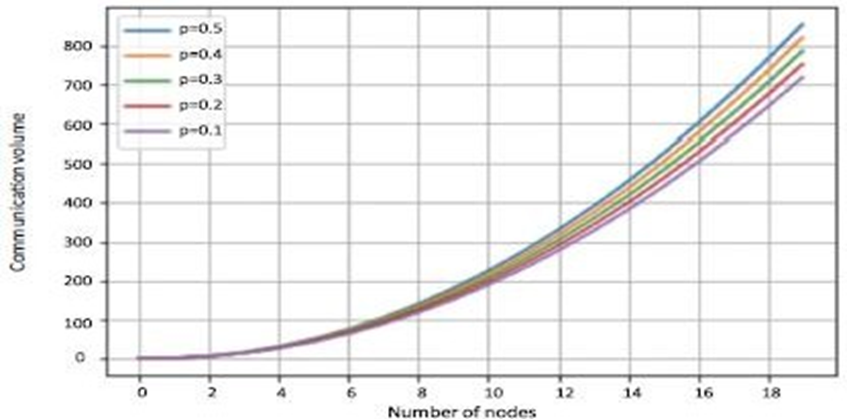 p=0.5
p=0.4
p=0.3
p=0.2
p=0.1
800
700
600
500
400
300
200
100
0
Communication volume
0 2 4 6 8 10 12 14 16 18
Number of nodes